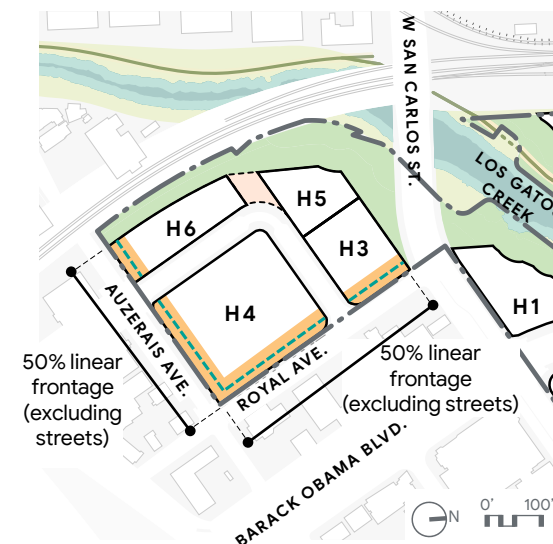 W SAN CARLOS ST.
LOS GATO
CREEK
H6
H5
H3
H4
H1
AUZERAIS AVE.
ROYAL AVE.
50% linear
frontage
(excluding
streets)
50% linear
frontage
(excluding streets)
BARACK OBAMA BLVD.
N
0' 100'